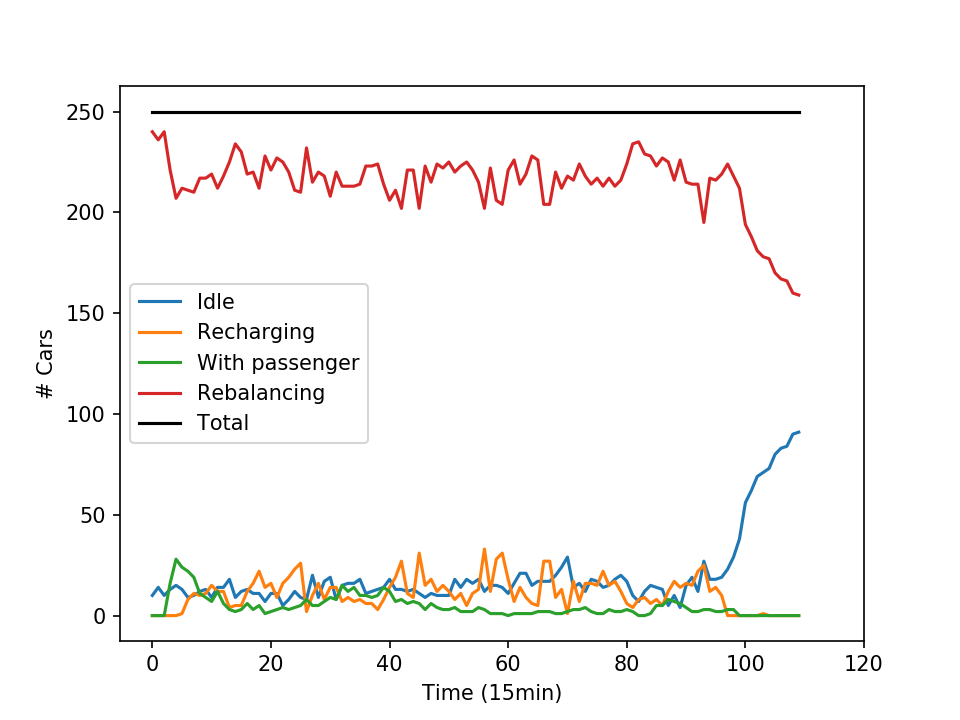 250
200
150
100
50
0
Idle
Recharging
With passenger
Rebalancing
Total
# Cars
0 20 40 60 80 100 120
Time (15min)